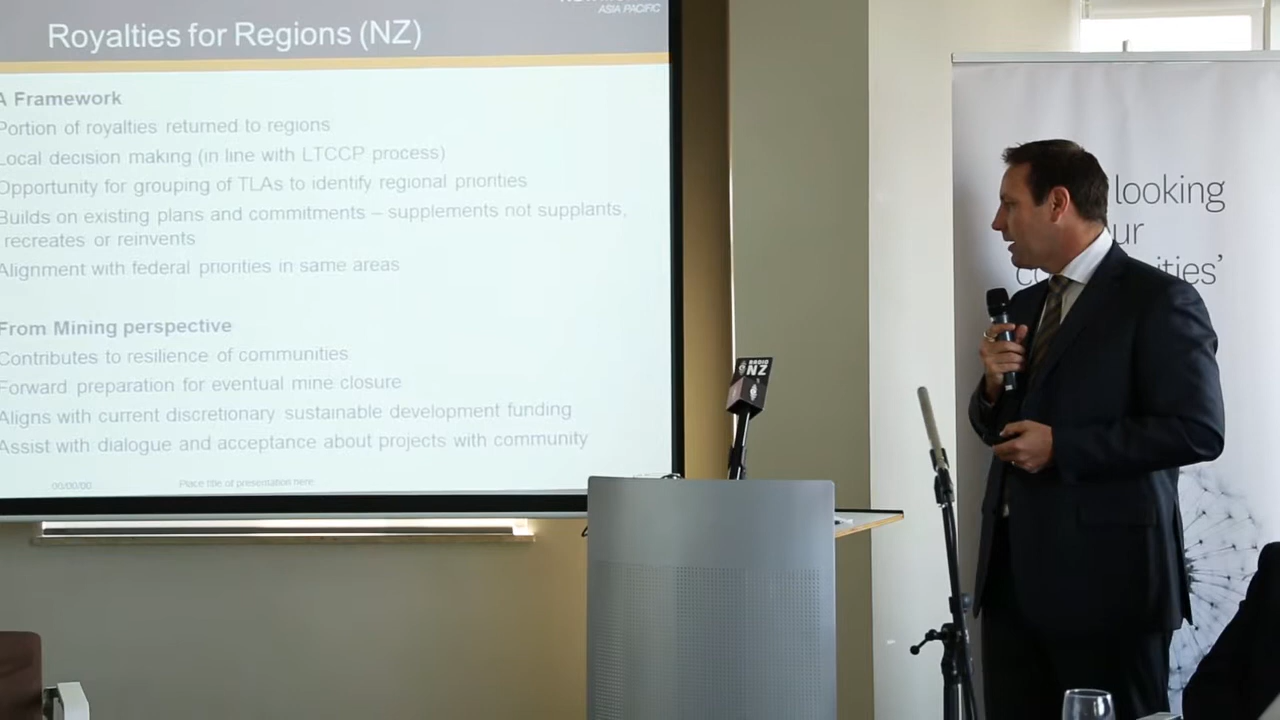 ASIA PACIFIC
Royalties for Regions (NZ)
A Framework
Portion of royalties returned to regions
Local decision making (in line with LTCCP process)
Opportunity for grouping of TLAs to identify regional priorities
Builds on existing plans and commitments – supplements not supplants,
recreates or reinvents
Alignment with federal priorities in same areas
From Mining perspective
Contributes to resilience of communities
Forward preparation for eventual mine closure
Aligns with current discretionary sustainable development funding
Assist with dialogue and acceptance about projects with community
00/00/00 Place title of presentation here
RADIO
NZ
looking